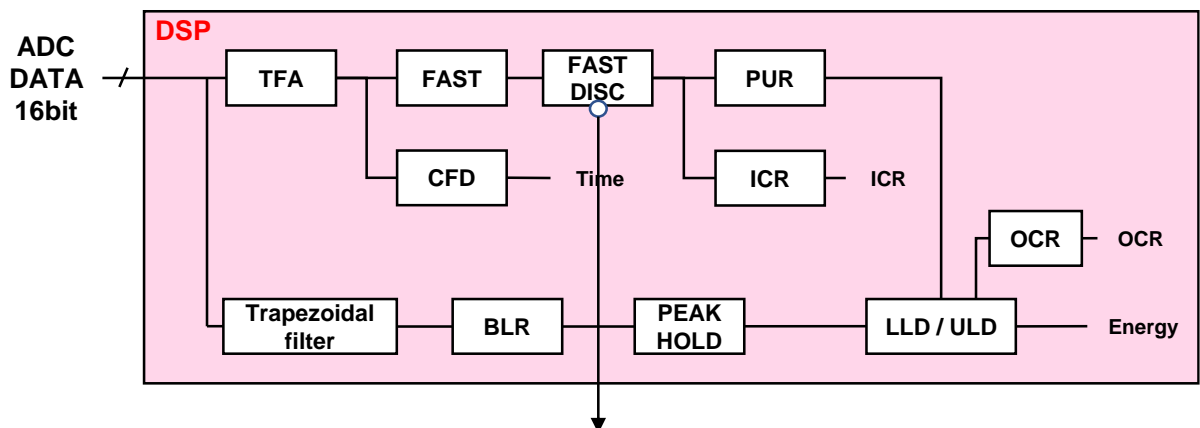 DSP
ADC
DATA
16bit
TFA
FAST
FAST
DISC
PUR
CFD
Time
ICR
ICR
OCR
OCR
Trapezoidal
filter
BLR
PEAK
HOLD
LLD / ULD
Energy